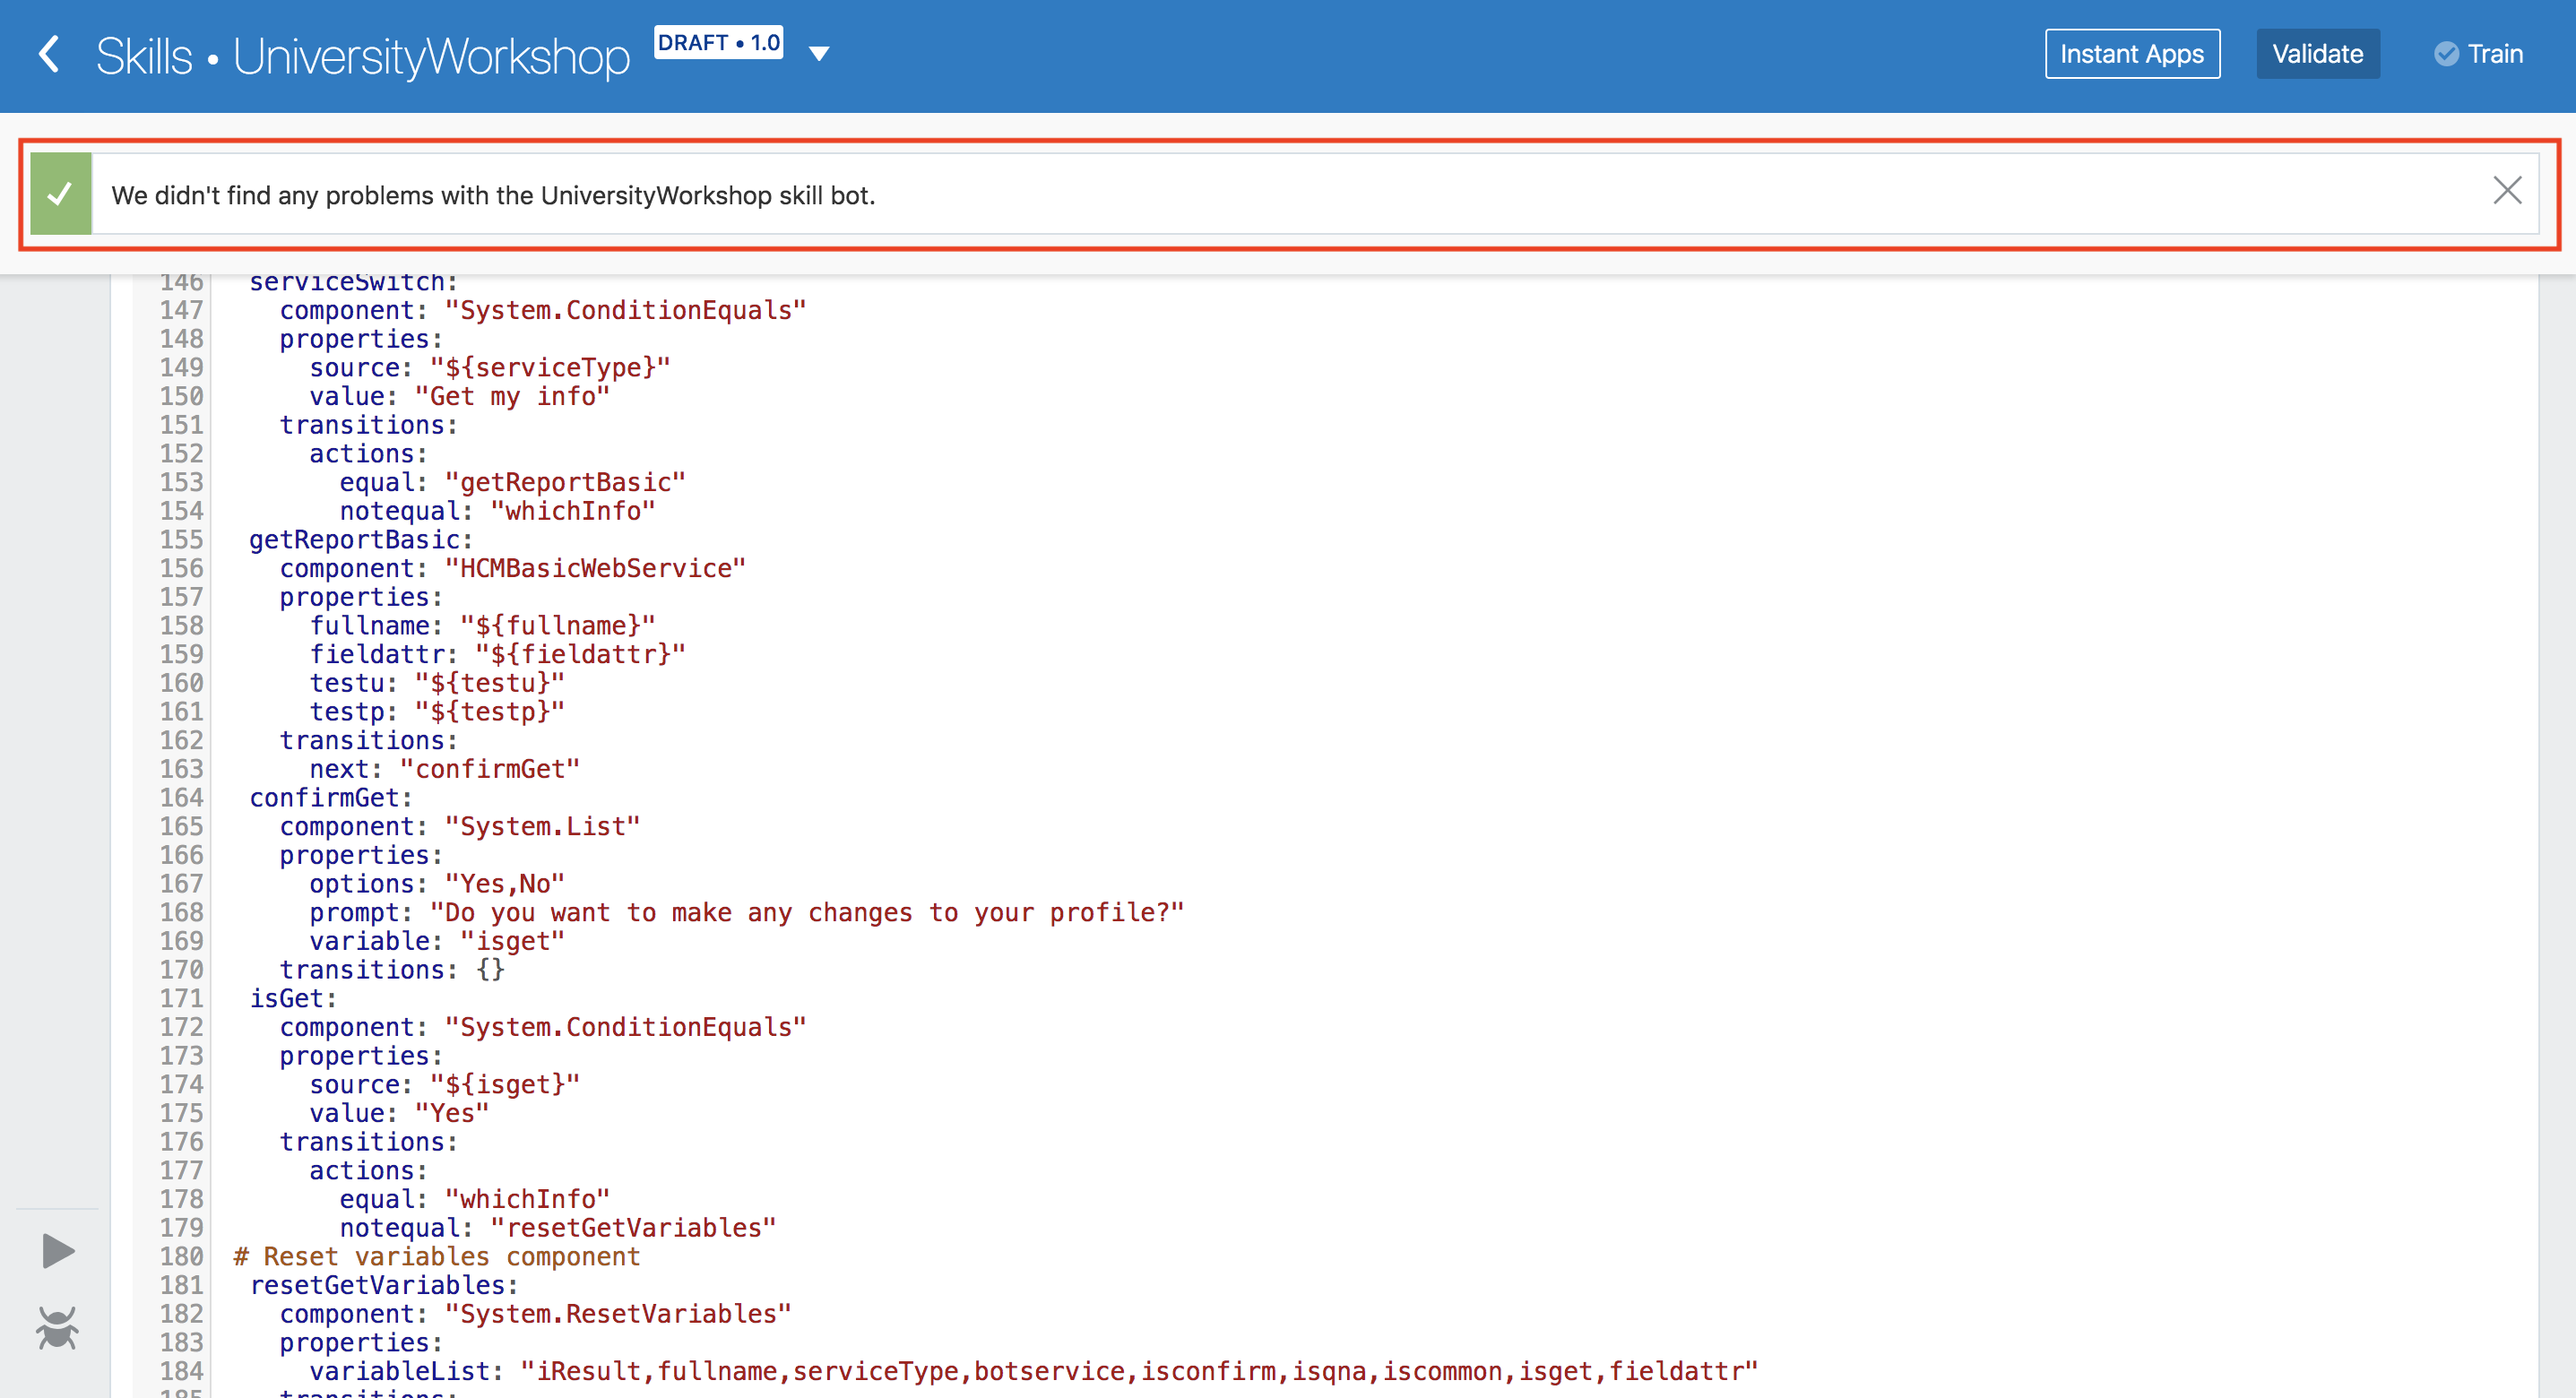 Skills • UniversityWorkshop DRAFT • 1.0 Instant Apps Validate Train
We didn't find any problems with the UniversityWorkshop skill bot.
146 serviceSwitch:
147 component: "System.ConditionEquals"
148 properties:
149 source: "${serviceType}"
150 value: "Get my info"
151 transitions:
152 actions:
153 equal: "getReportBasic"
154 notequal: "whichInfo"
155 getReportBasic:
156 component: "HCMBasicWebService"
157 properties:
158 fullname: "${fullname}"
159 fieldattr: "${fieldattr}"
160 testu: "${testu}"
161 testp: "${testp}"
162 transitions:
163 next: "confirmGet"
164 confirmGet:
165 component: "System.List"
166 properties:
167 options: "Yes,No"
168 prompt: "Do you want to make any changes to your profile?"
169 variable: "isget"
170 transitions: {}
171 isGet:
172 component: "System.ConditionEquals"
173 properties:
174 source: "${isget}"
175 value: "Yes"
176 transitions:
177 actions:
178 equal: "whichInfo"
179 notequal: "resetGetVariables"
180 # Reset variables component
181 resetGetVariables:
182 component: "System.ResetVariables"
183 properties:
184 variableList: "iResult,fullname,serviceType,botservice,isconfirm,isqna,iscommon,isget,fieldattr"
185 transitions: